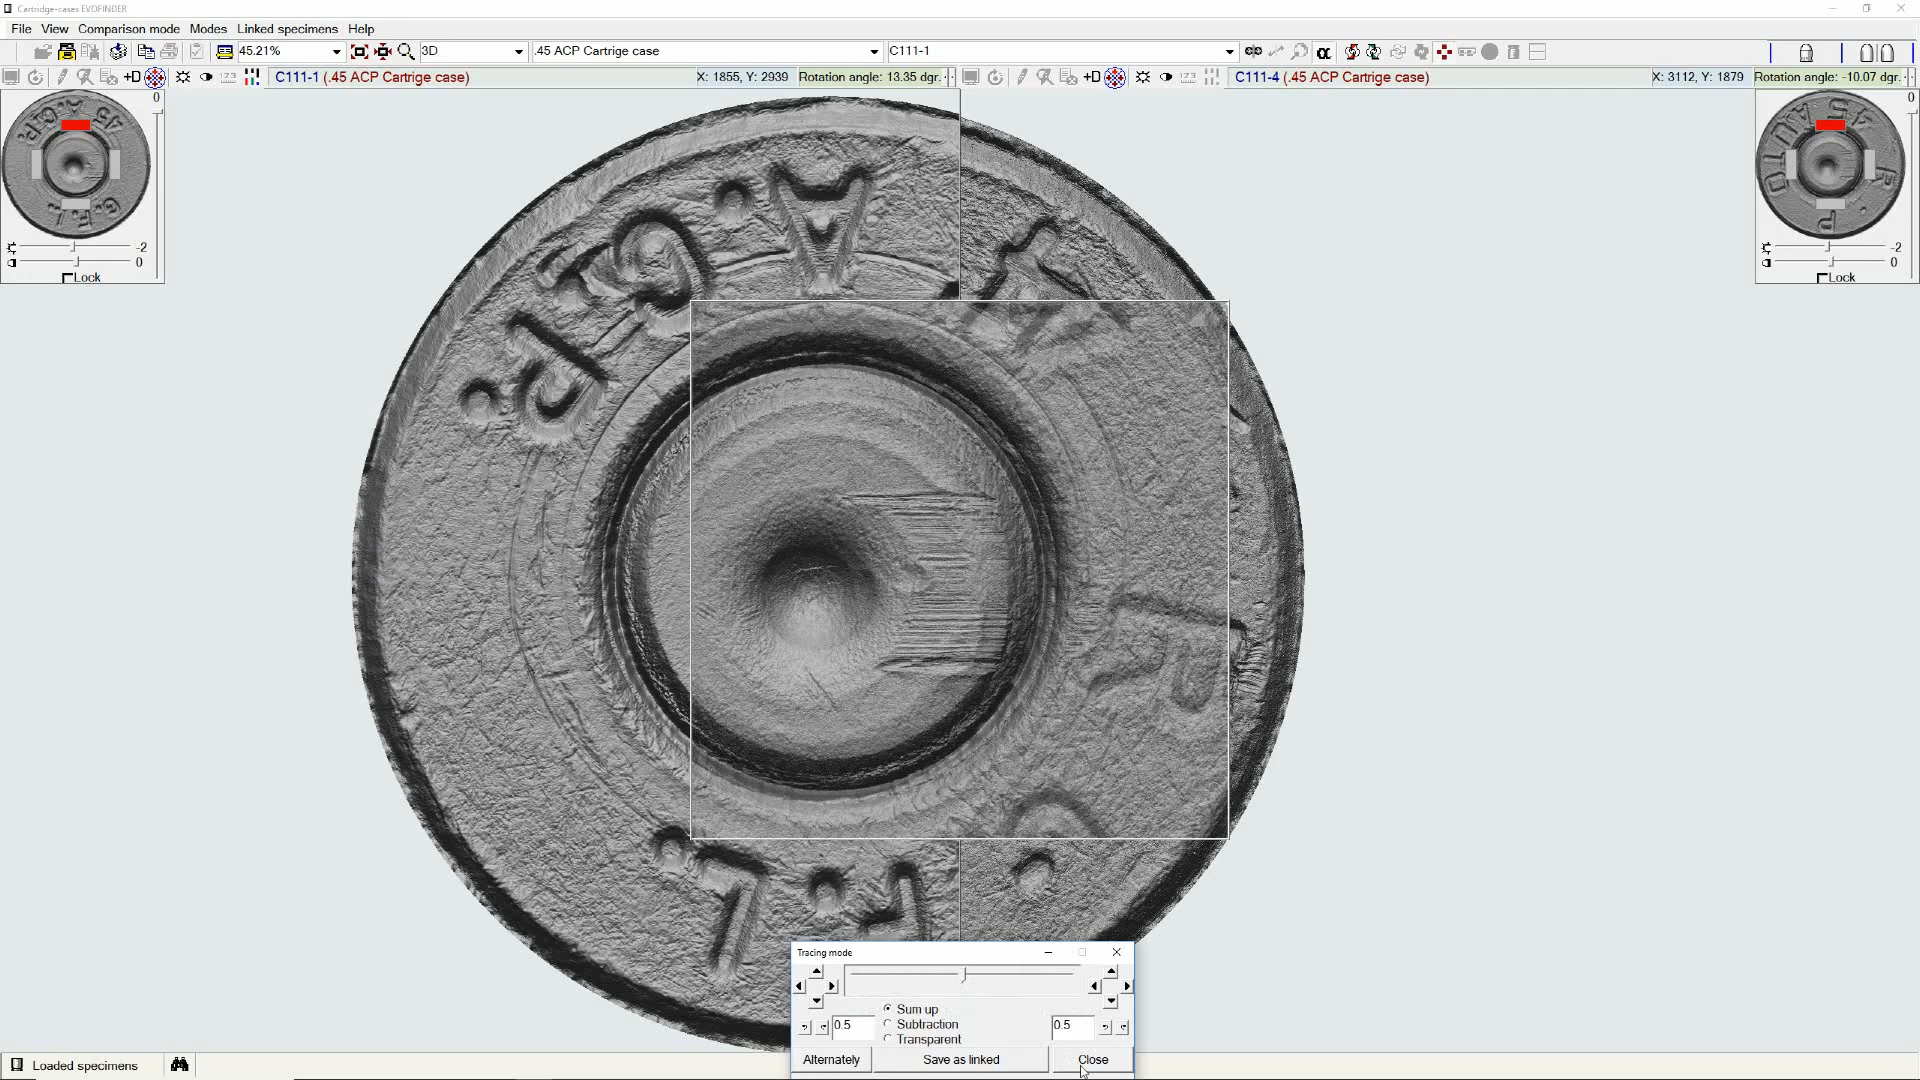 Cartridge-cases EVOFINDER
File View Comparison mode Modes Linked specimens Help
45.21% 3D .45 ACP Cartrige case C111-1 α
+D 123 C111-1 (.45 ACP Cartrige case) X: 1855, Y: 2939 Rotation angle: 13.35 dgr. +D 123 C111-4 (.45 ACP Cartrige case) X: 3112, Y: 1879 Rotation angle: -10.07 dgr.
0
-2
0
Lock
0
-2
0
Lock
Tracing mode
Sum up
0.5 Subtraction 0.5
Transparent
Alternately Save as linked Close
Loaded specimens